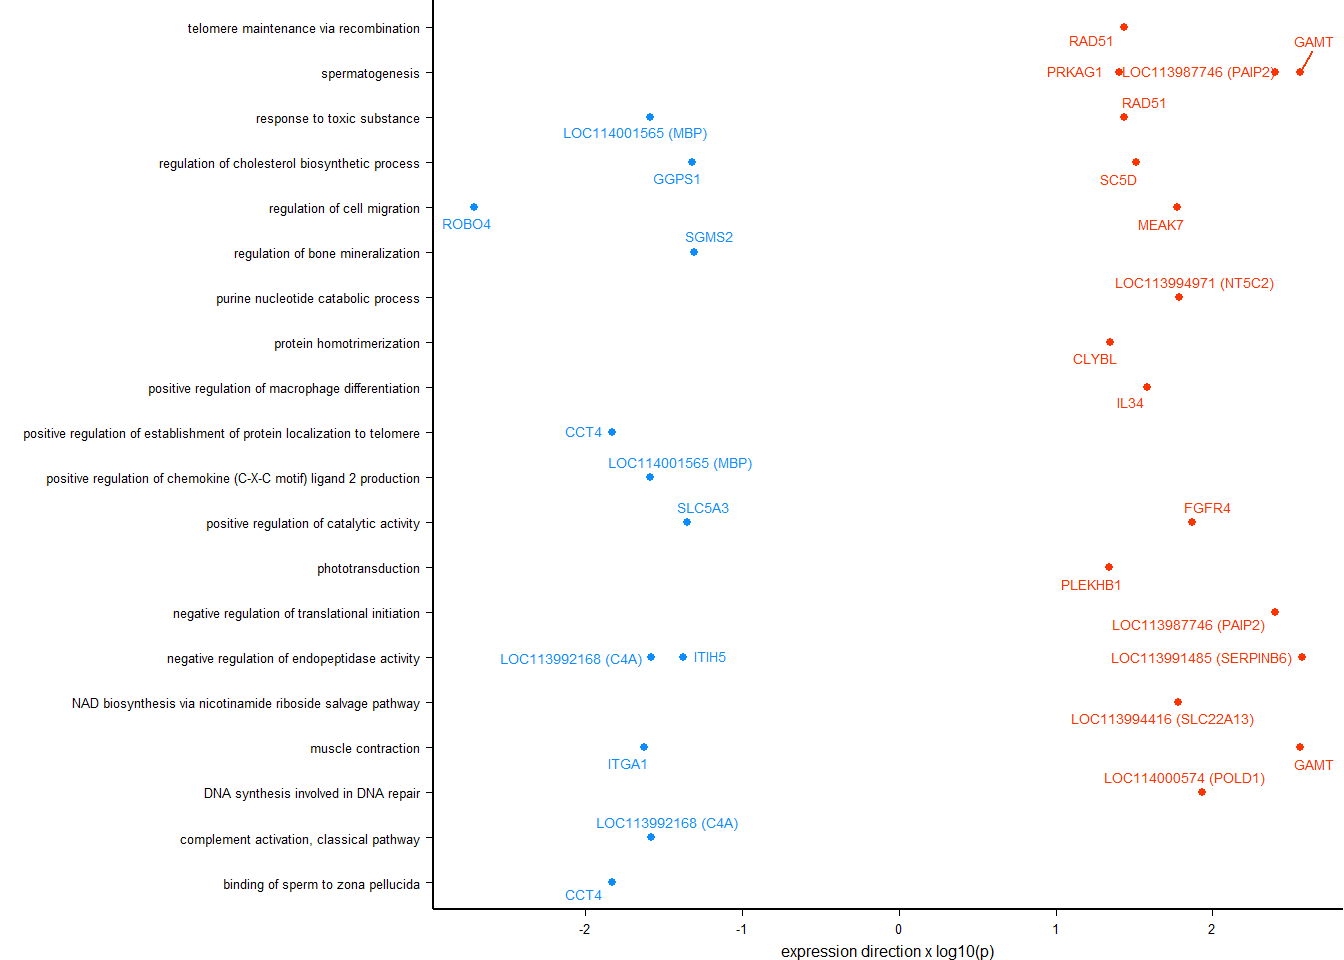 telomere maintenance via recombination
RAD51
GAMT
spermatogenesis
PRKAG1
LOC113987746 (PAIP2)
RAD51
response to toxic substance
LOC114001565 (MBP)
regulation of cholesterol biosynthetic process
GGPS1
SC5D
regulation of cell migration
ROBO4
MEAK7
SGMS2
regulation of bone mineralization
LOC113994971 (NT5C2)
purine nucleotide catabolic process
protein homotrimerization
CLYBL
positive regulation of macrophage differentiation
IL34
positive regulation of establishment of protein localization to telomere
CCT4
LOC114001565 (MBP)
positive regulation of chemokine (C-X-C motif) ligand 2 production
SLC5A3
FGFR4
positive regulation of catalytic activity
phototransduction
PLEKHB1
negative regulation of translational initiation
LOC113987746 (PAIP2)
negative regulation of endopeptidase activity
LOC113992168 (C4A)
ITIH5
LOC113991485 (SERPINB6)
NAD biosynthesis via nicotinamide riboside salvage pathway
LOC113994416 (SLC22A13)
muscle contraction
ITGA1
GAMT
LOC114000574 (POLD1)
DNA synthesis involved in DNA repair
LOC113992168 (C4A)
complement activation, classical pathway
binding of sperm to zona pellucida
CCT4
-2 -1 0 1 2
expression direction x log10(p)